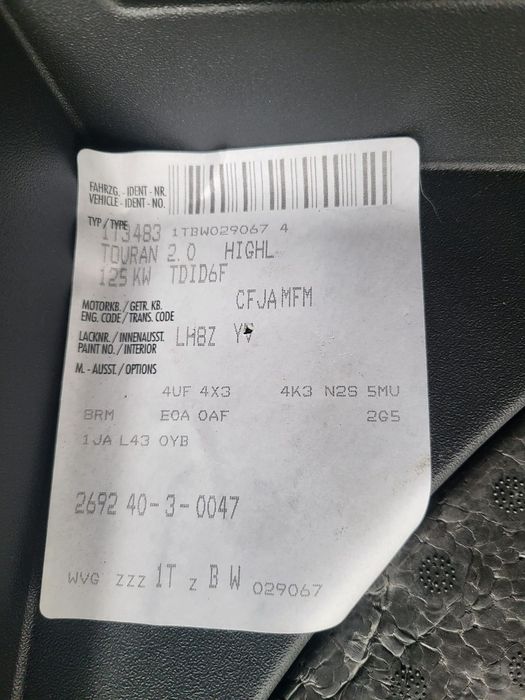 FAHRZG. - IDENT - NR.
VEHICLE - IDENT - NO.
1TBW029067 4
TYP / TYPE
1T3483
TOURAN 2.0 HIGHL
125 KW TDID6F
MOTORKB. / GETR. KB.
ENG. CODE / TRANS. CODE
CFJA MFM
LACKNR. / INNENAUSST.
PAINT NO. / INTERIOR
LH8Z
M. - AUSST. / OPTIONS
4UF 4X3 4K3 N2S 5MU
8RM E0A 0AF 2G5
1JA L43 0YB
2692 40-3-0047
WVG ZZZ 1T Z B W 029067